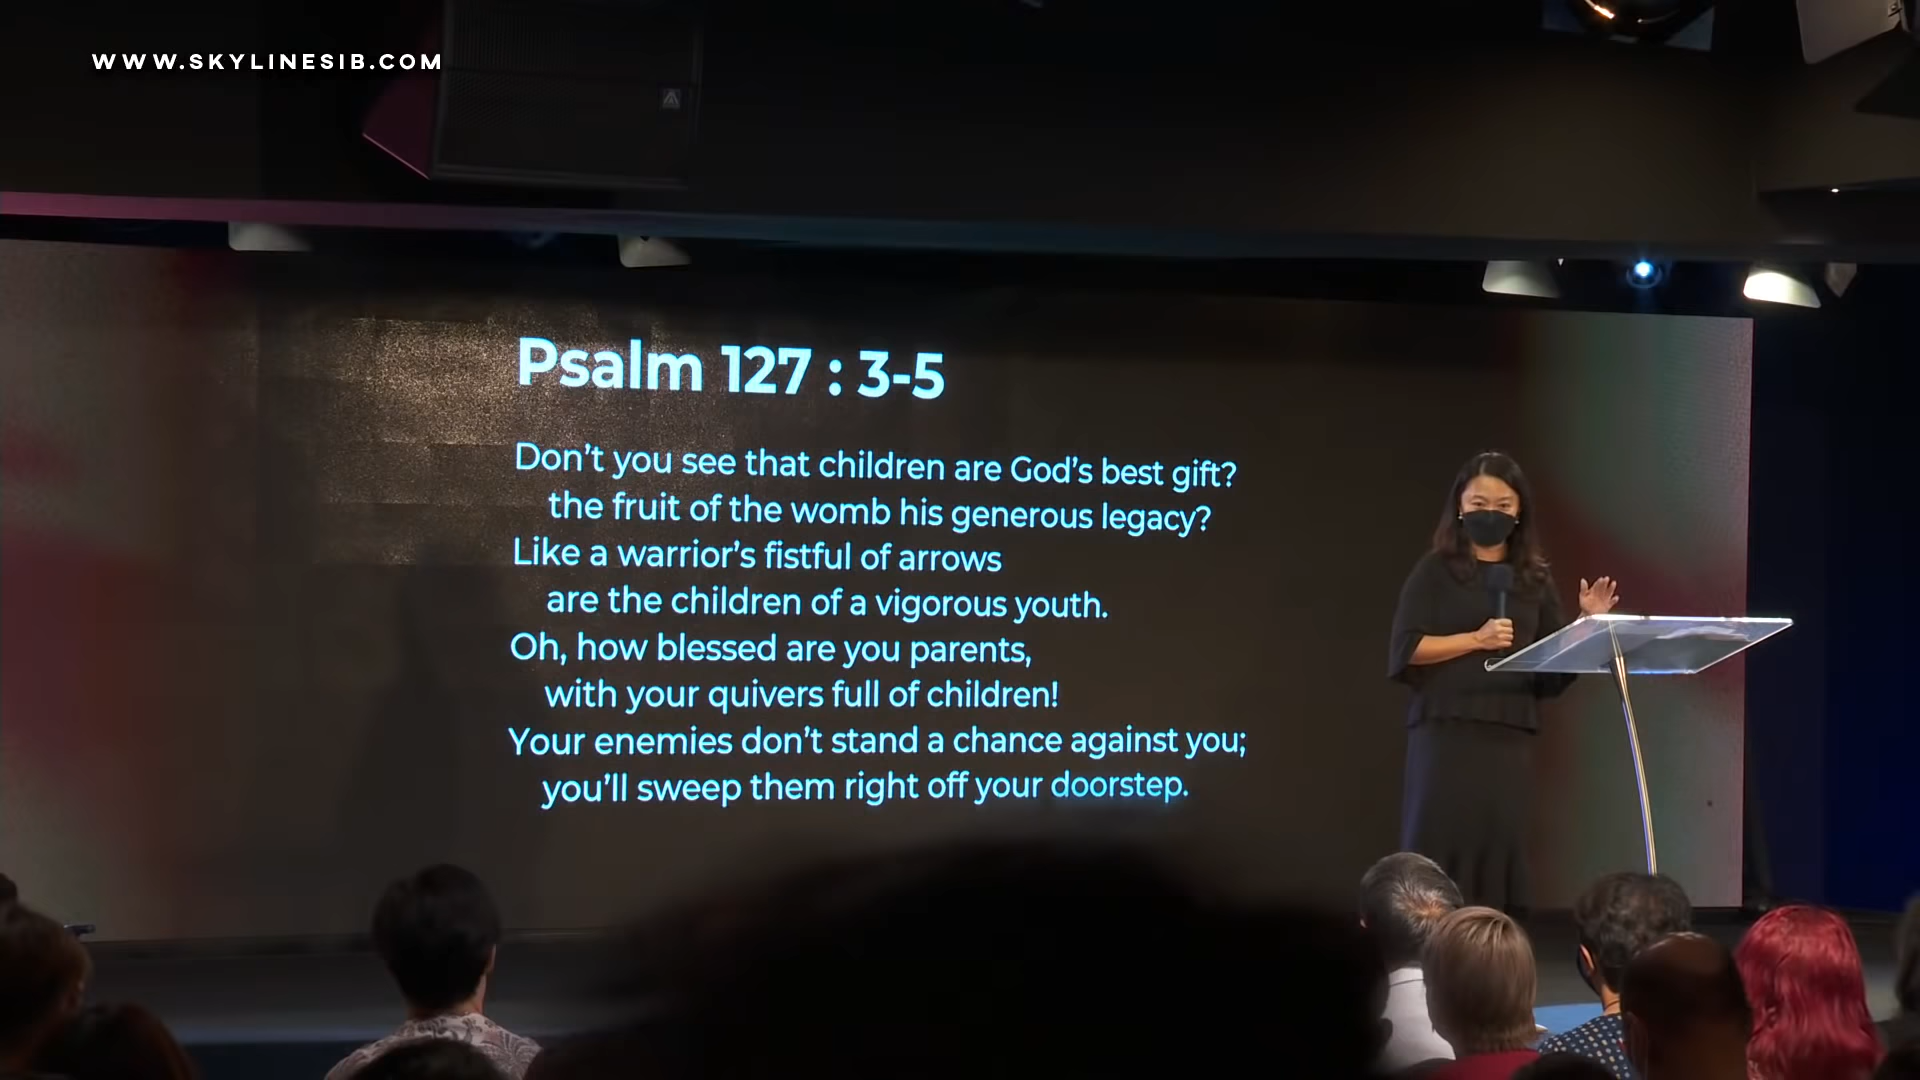 WWW.SKYLINESIB.COM
Psalm 127 : 3-5
Don't you see that children are God's best gift?
the fruit of the womb his generous legacy?
Like a warrior's fistful of arrows
are the children of a vigorous youth.
Oh, how blessed are you parents,
with your quivers full of children!
Your enemies don't stand a chance against you;
you'll sweep them right off your doorstep.